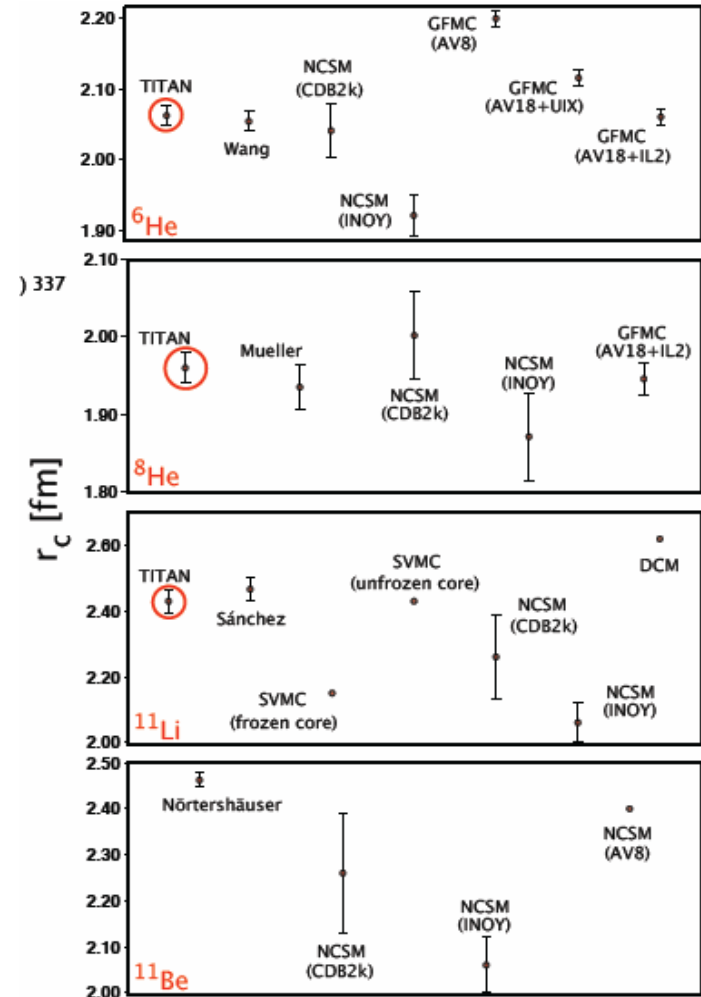 2.20
2.10
2.00
1.90
GFMC
(AV8)
NCSM
(CDB2k)
TITAN
GFMC
(AV18+UIX)
Wang
GFMC
(AV18+IL2)
NCSM
(INOY)
⁶He
) 337
2.10
2.00
1.90
1.80
TITAN
Mueller
GFMC
(AV18+IL2)
NCSM
(INOY)
NCSM
(CDB2k)
⁸He
r_c [fm]
2.60
2.40
2.20
2.00
TITAN
SVMC
(unfrozen core)
DCM
Sánchez
NCSM
(CDB2k)
SVMC
(frozen core)
NCSM
(INOY)
¹¹Li
2.50
2.40
2.30
2.20
2.10
2.00
Nörtershäuser
NCSM
(AV8)
NCSM
(INOY)
NCSM
(CDB2k)
¹¹Be